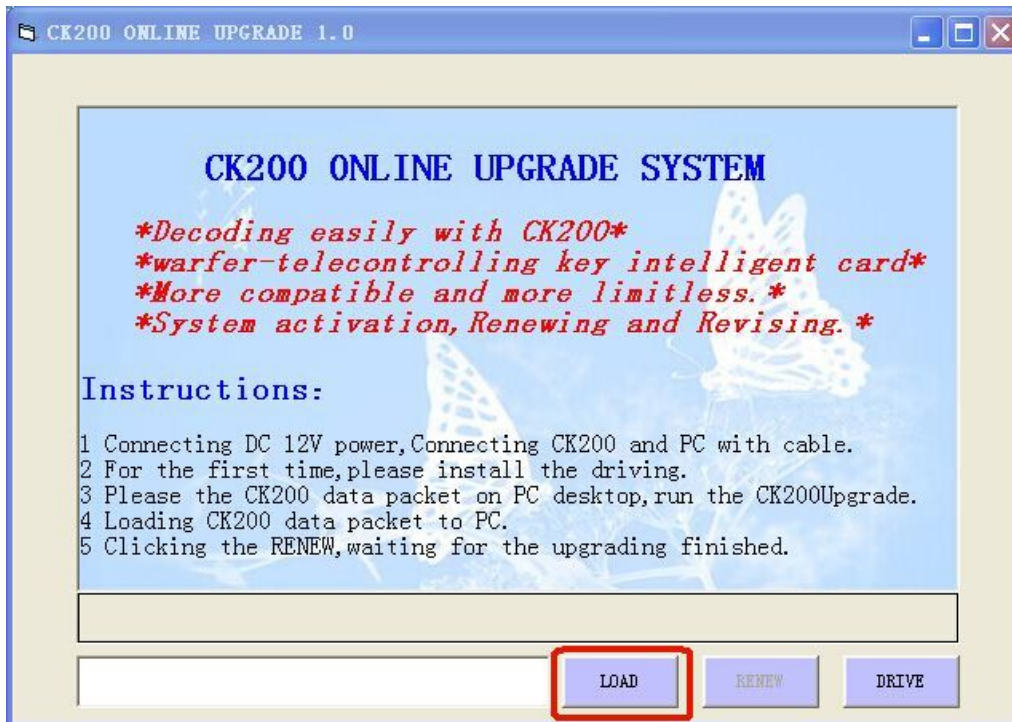 CK200 ONLINE UPGRADE 1.0
CK200 ONLINE UPGRADE SYSTEM
*Decoding easily with CK200*
*warfer-telecontrolling key intelligent card*
*More compatible and more limitless.*
*System activation,Renewing and Revising.*
Instructions:
1 Connecting DC 12V power,Connecting CK200 and PC with cable.
2 For the first time,please install the driving.
3 Please the CK200 data packet on PC desktop,run the CK200Upgrade.
4 Loading CK200 data packet to PC.
5 Clicking the RENEW,waiting for the upgrading finished.
LOAD RENEW DRIVE